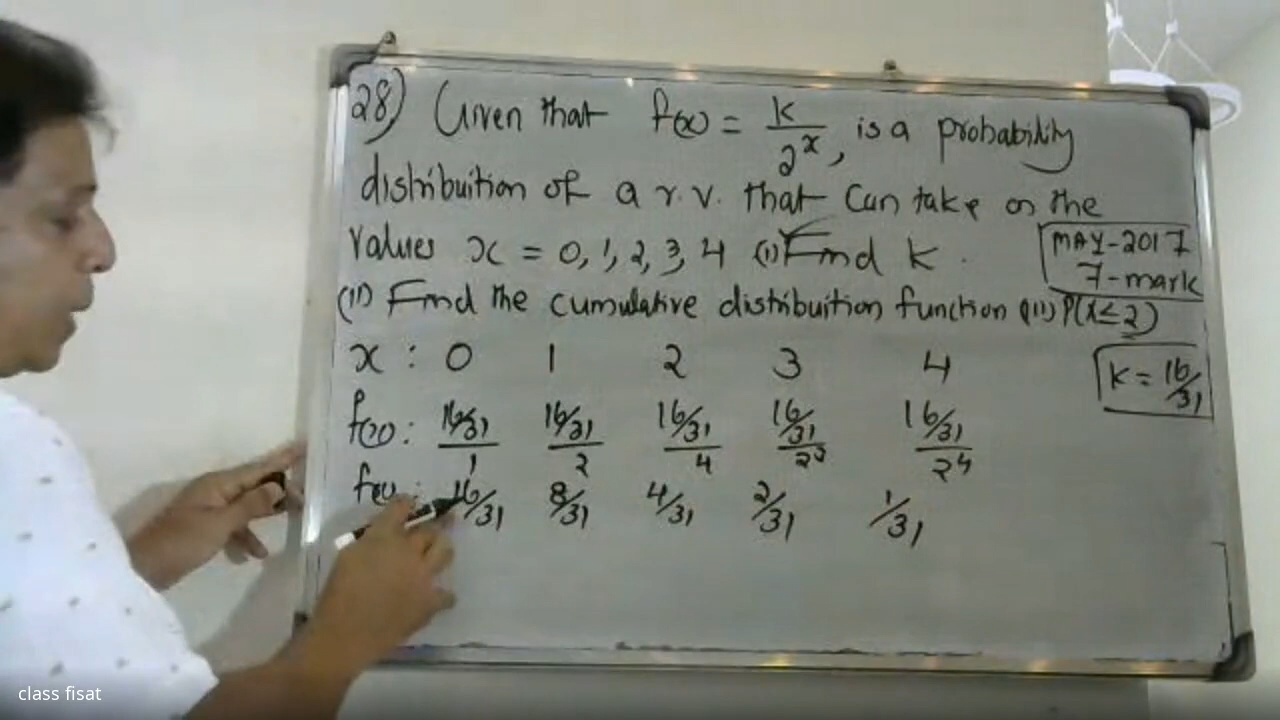 28) Given that f(x) = k/2^x, is a probability
distribuition of a r.v. that can take on the
values x = 0, 1, 2, 3, 4 (i) Find k.
MAY-2017
7-mark
(ii) Find the cumulative distribuition function (iii) P(X≤2)
x : 0 1 2 3 4
k = 16/31
f(x): 16/31/1 16/31/2 16/31/4 16/31/2^3 16/31/2^4
f(x): 16/31 8/31 4/31 2/31 1/31
class fisat